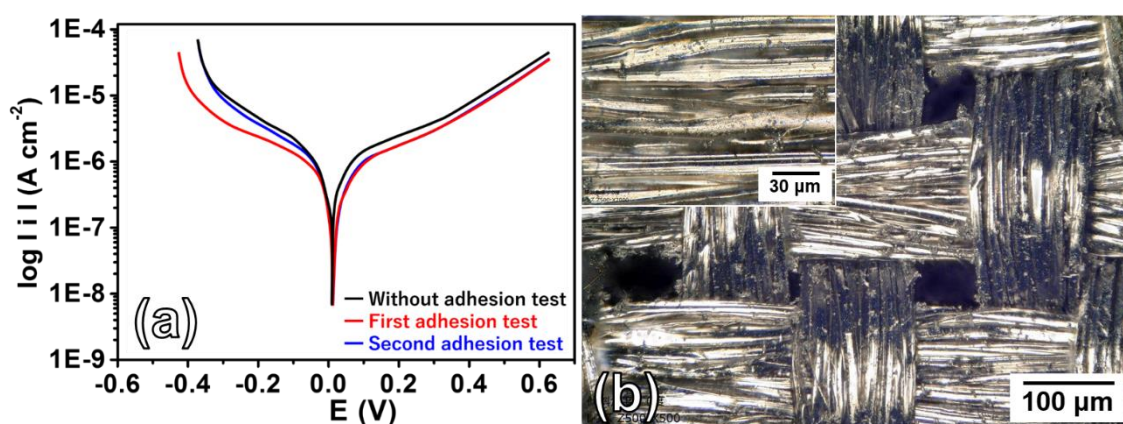 1E-4
1E-5
1E-6
1E-7
1E-8
1E-9
log I i I (A cm-2)
Without adhesion test
First adhesion test
Second adhesion test
(a)
-0.6 -0.4 -0.2 0.0 0.2 0.4 0.6
E (V)
30 μm
(b)
Z500 X500
100 μm